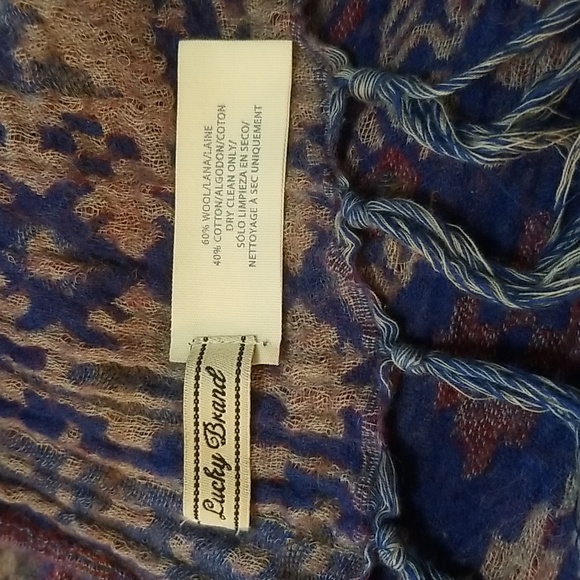 60% WOOL/LANA/LAINE
40% COTTON/ALGODON/COTON
DRY CLEAN ONLY/
SÓLO LIMPIEZA EN SECO/
NETTOYAGE À SEC UNIQUEMENT
Lucky Brand